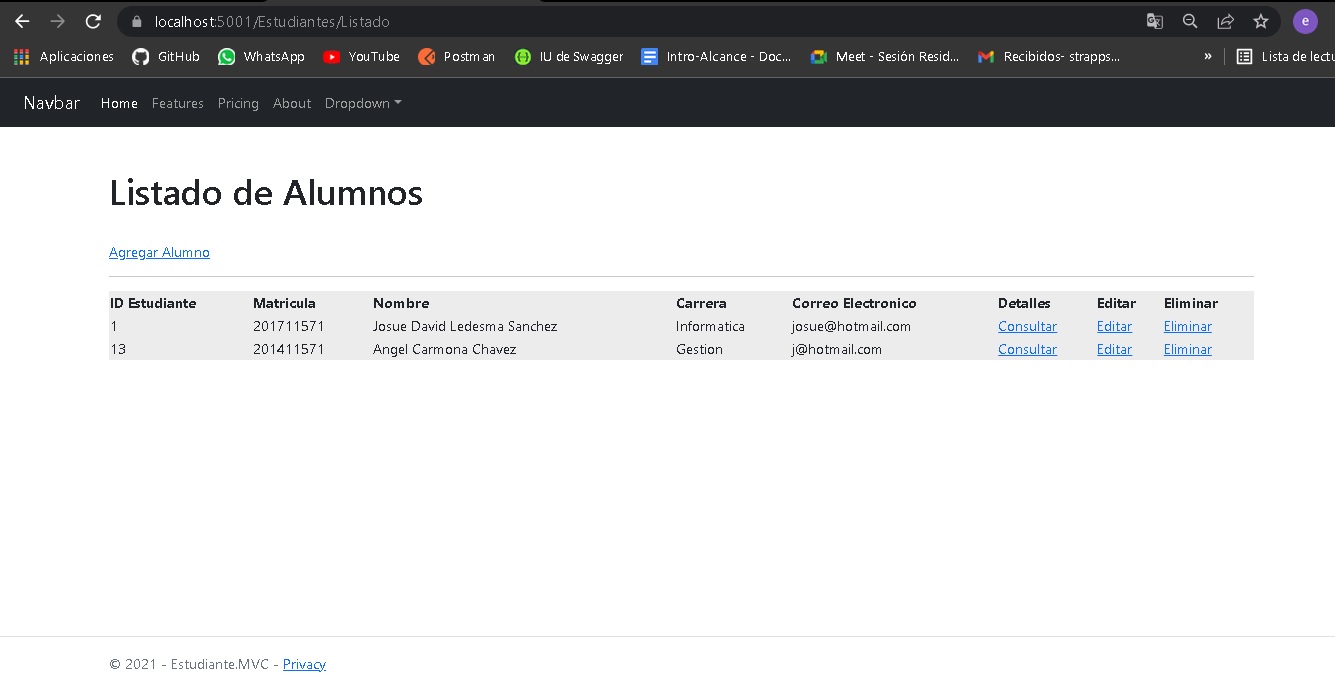 localhost:5001/Estudiantes/Listado
e
Aplicaciones GitHub WhatsApp YouTube Postman IU de Swagger Intro-Alcance - Doc... Meet - Sesión Resid... Recibidos- strapps... » Lista de lectu
Navbar Home Features Pricing About Dropdown
Listado de Alumnos
Agregar Alumno
ID Estudiante Matricula Nombre Carrera Correo Electronico Detalles Editar Eliminar
1 201711571 Josue David Ledesma Sanchez Informatica josue@hotmail.com Consultar Editar Eliminar
13 201411571 Angel Carmona Chavez Gestion j@hotmail.com Consultar Editar Eliminar
© 2021 - Estudiante.MVC - Privacy